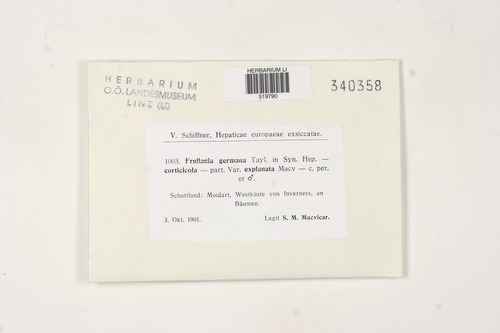 HERBARIUM
O.Ö. LANDESMUSEUM
LINZ (LI)
HERBARIUM LI
519790
340358
V. Schiffner, Hepaticae europaeae exsiccatae.
1003. Frullania germana Tayl. in Syn. Hep. —
corticicola — part. Var. explanata Macv — c. per.
et ♂.
Schottland: Moidart, Westküste von Inverness, an
Bäumen.
3. Okt. 1901. Legit S. M. Macvicar.